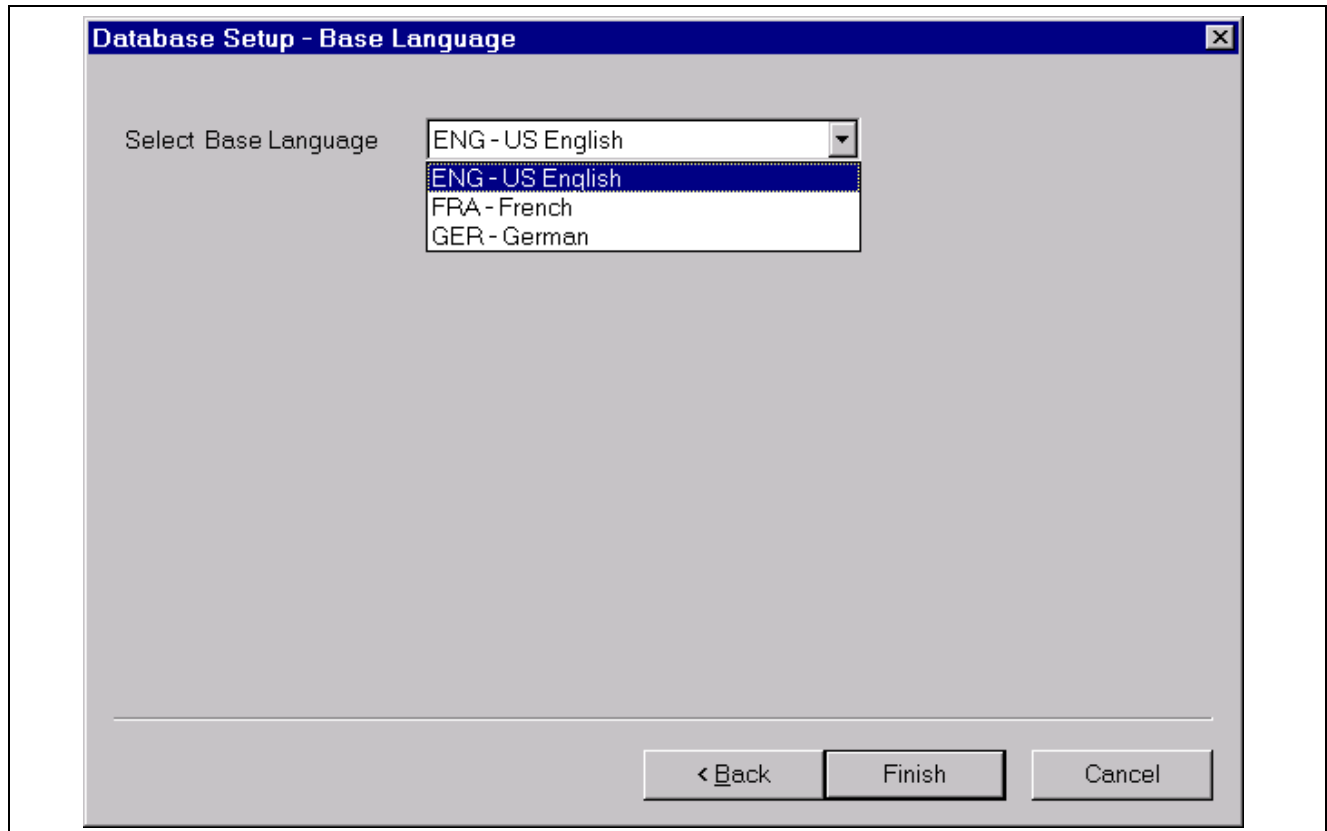 Database Setup - Base Language
Select Base Language ENG - US English
ENG - US English
FRA - French
GER - German
< Back Finish Cancel